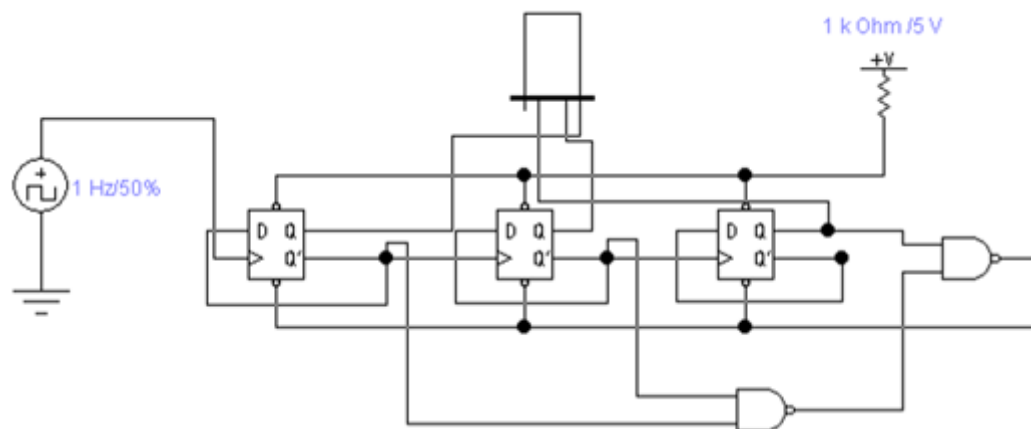 1 k Ohm /5 V
+V
+
1 Hz/50%
D Q
Q'
D Q
Q'
D Q
Q'